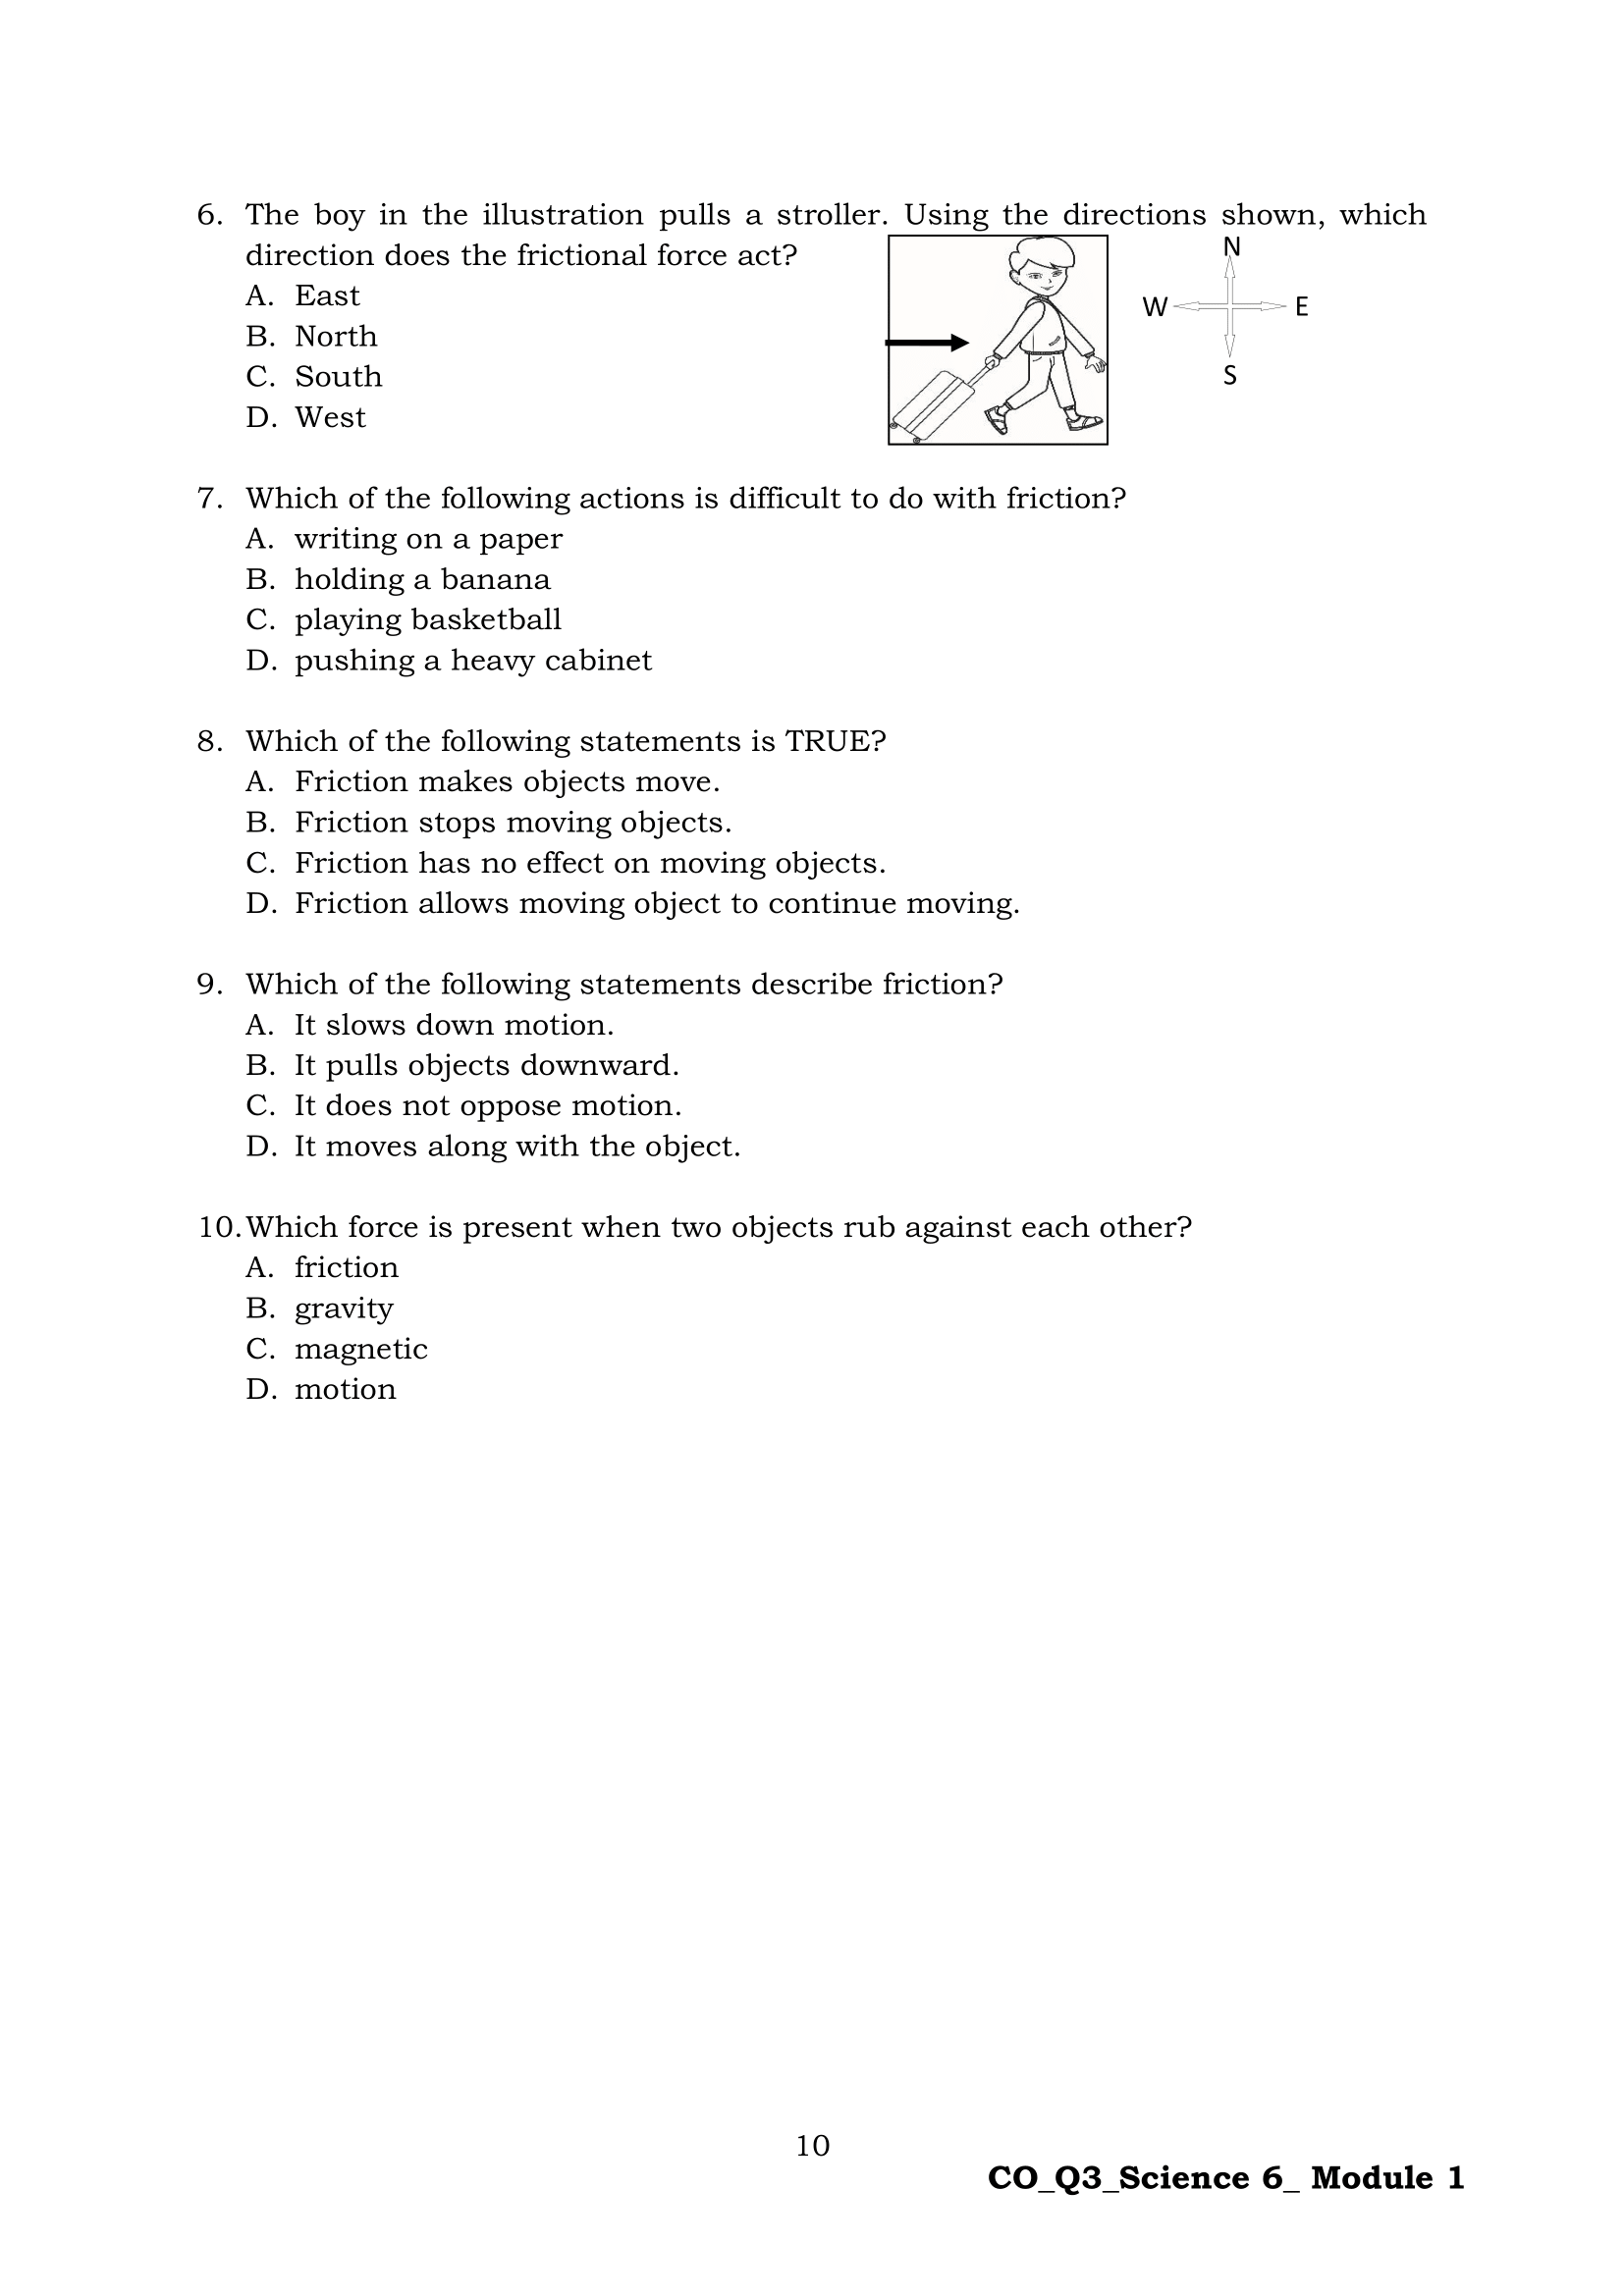 6. The boy in the illustration pulls a stroller. Using the directions shown, which
direction does the frictional force act?
A. East
B. North
C. South
D. West
N
W E
S
7. Which of the following actions is difficult to do with friction?
A. writing on a paper
B. holding a banana
C. playing basketball
D. pushing a heavy cabinet
8. Which of the following statements is TRUE?
A. Friction makes objects move.
B. Friction stops moving objects.
C. Friction has no effect on moving objects.
D. Friction allows moving object to continue moving.
9. Which of the following statements describe friction?
A. It slows down motion.
B. It pulls objects downward.
C. It does not oppose motion.
D. It moves along with the object.
10. Which force is present when two objects rub against each other?
A. friction
B. gravity
C. magnetic
D. motion
10
CO_Q3_Science 6_ Module 1